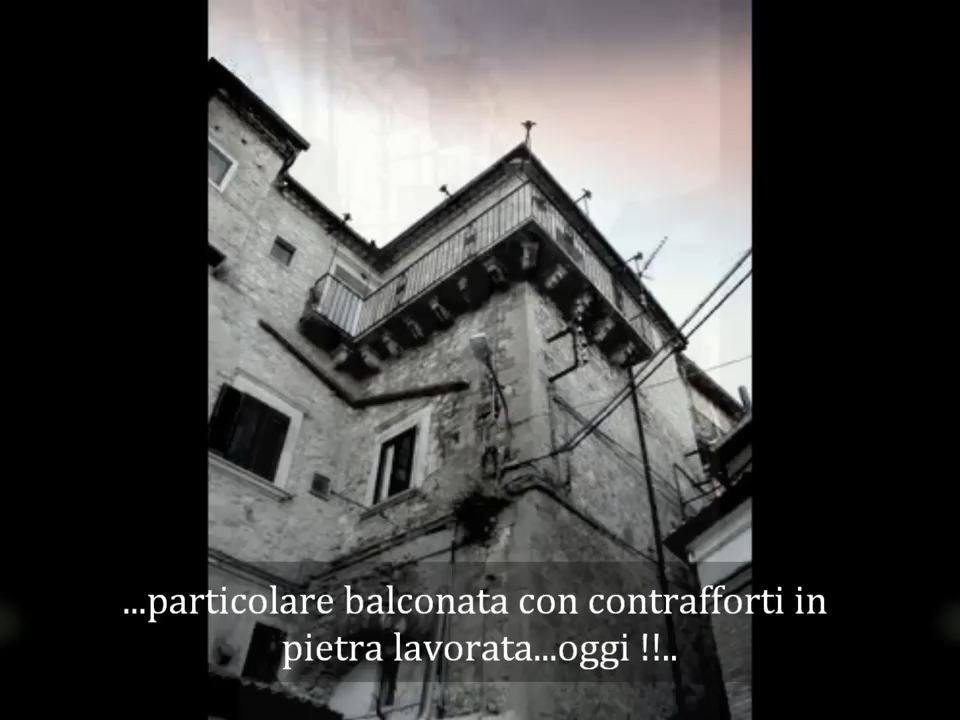 ...particolare balconata con contrafforti in
pietra lavorata...oggi !!..